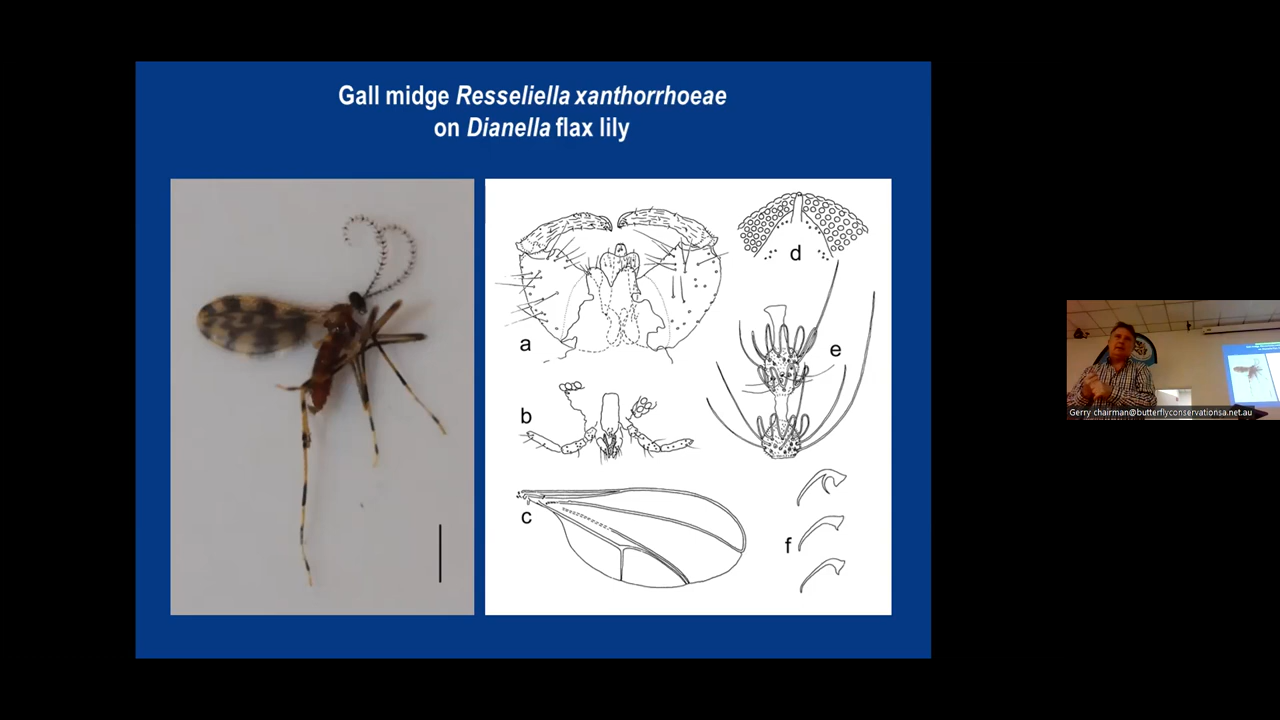 Gall midge Resseliella xanthorrhoeae
on Dianella flax lily
a
b
c
d
e
f
Gerry chairman@butterflyconservationsa.net.au